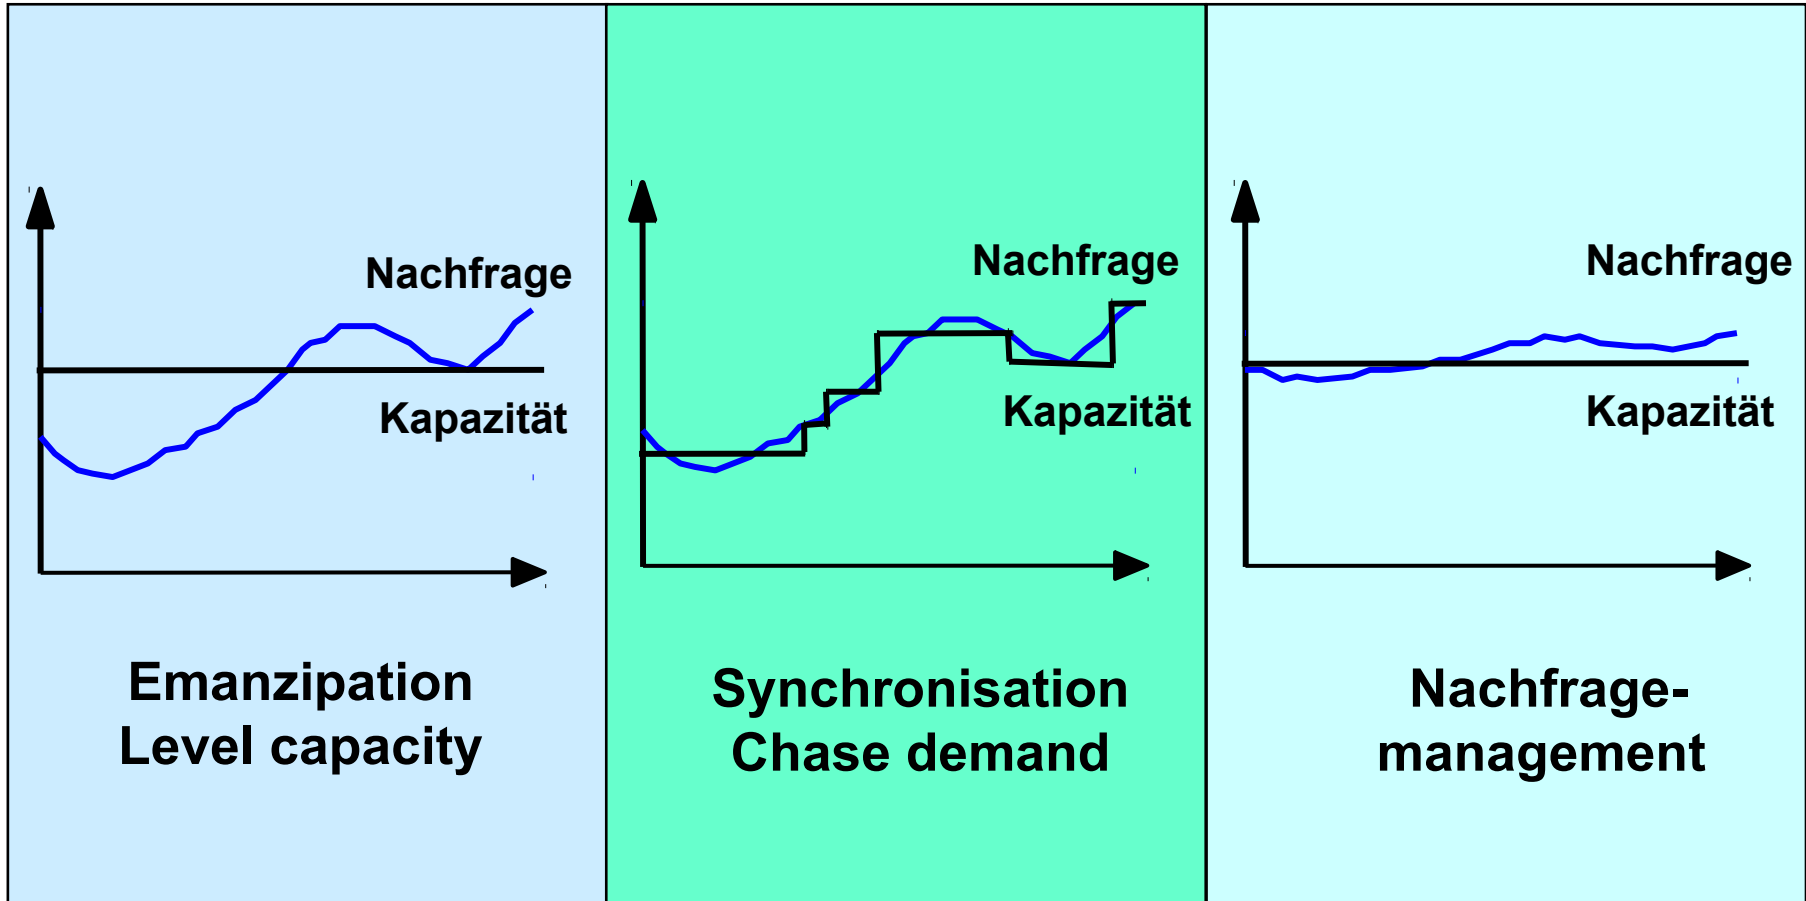 Nachfrage
Kapazität
Emanzipation
Level capacity
Nachfrage
Kapazität
Synchronisation
Chase demand
Nachfrage
Kapazität
Nachfrage-
management